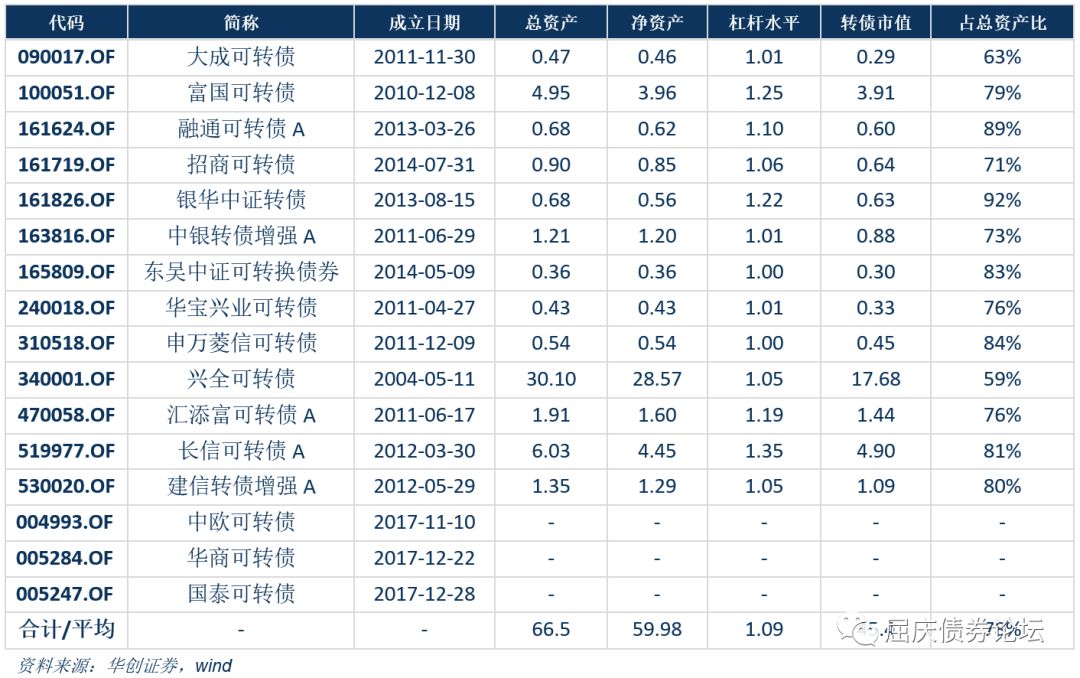 代码 简称 成立日期 总资产 净资产 杠杆水平 转债市值 占总资产比
090017.OF 大成可转债 2011-11-30 0.47 0.46 1.01 0.29 63%
100051.OF 富国可转债 2010-12-08 4.95 3.96 1.25 3.91 79%
161624.OF 融通可转债 A 2013-03-26 0.68 0.62 1.10 0.60 89%
161719.OF 招商可转债 2014-07-31 0.90 0.85 1.06 0.64 71%
161826.OF 银华中证转债 2013-08-15 0.68 0.56 1.22 0.63 92%
163816.OF 中银转债增强 A 2011-06-29 1.21 1.20 1.01 0.88 73%
165809.OF 东吴中证可转换债券 2014-05-09 0.36 0.36 1.00 0.30 83%
240018.OF 华宝兴业可转债 2011-04-27 0.43 0.43 1.01 0.33 76%
310518.OF 申万菱信可转债 2011-12-09 0.54 0.54 1.00 0.45 84%
340001.OF 兴全可转债 2004-05-11 30.10 28.57 1.05 17.68 59%
470058.OF 汇添富可转债 A 2011-06-17 1.91 1.60 1.19 1.44 76%
519977.OF 长信可转债 A 2012-03-30 6.03 4.45 1.35 4.90 81%
530020.OF 建信转债增强 A 2012-05-29 1.35 1.29 1.05 1.09 80%
004993.OF 中欧可转债 2017-11-10 - - - - -
005284.OF 华商可转债 2017-12-22 - - - - -
005247.OF 国泰可转债 2017-12-28 - - - - -
合计/平均 - - 66.5 59.98 1.09
屈庆债券论坛
资料来源：华创证券，wind